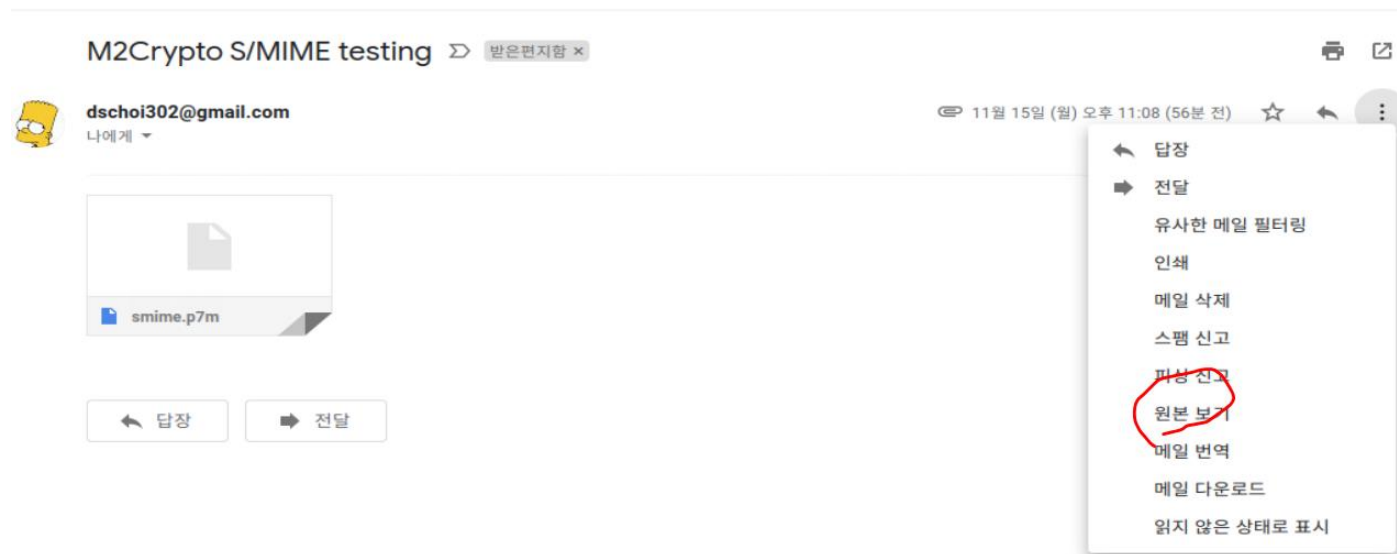 M2Crypto S/MIME testing 받은편지함 ×
dschoi302@gmail.com
11월 15일 (월) 오후 11:08 (56분 전)
나에게
답장
전달
유사한 메일 필터링
인쇄
메일 삭제
스팸 신고
피싱 신고
원본 보기
메일 번역
메일 다운로드
읽지 않은 상태로 표시
smime.p7m
답장
전달